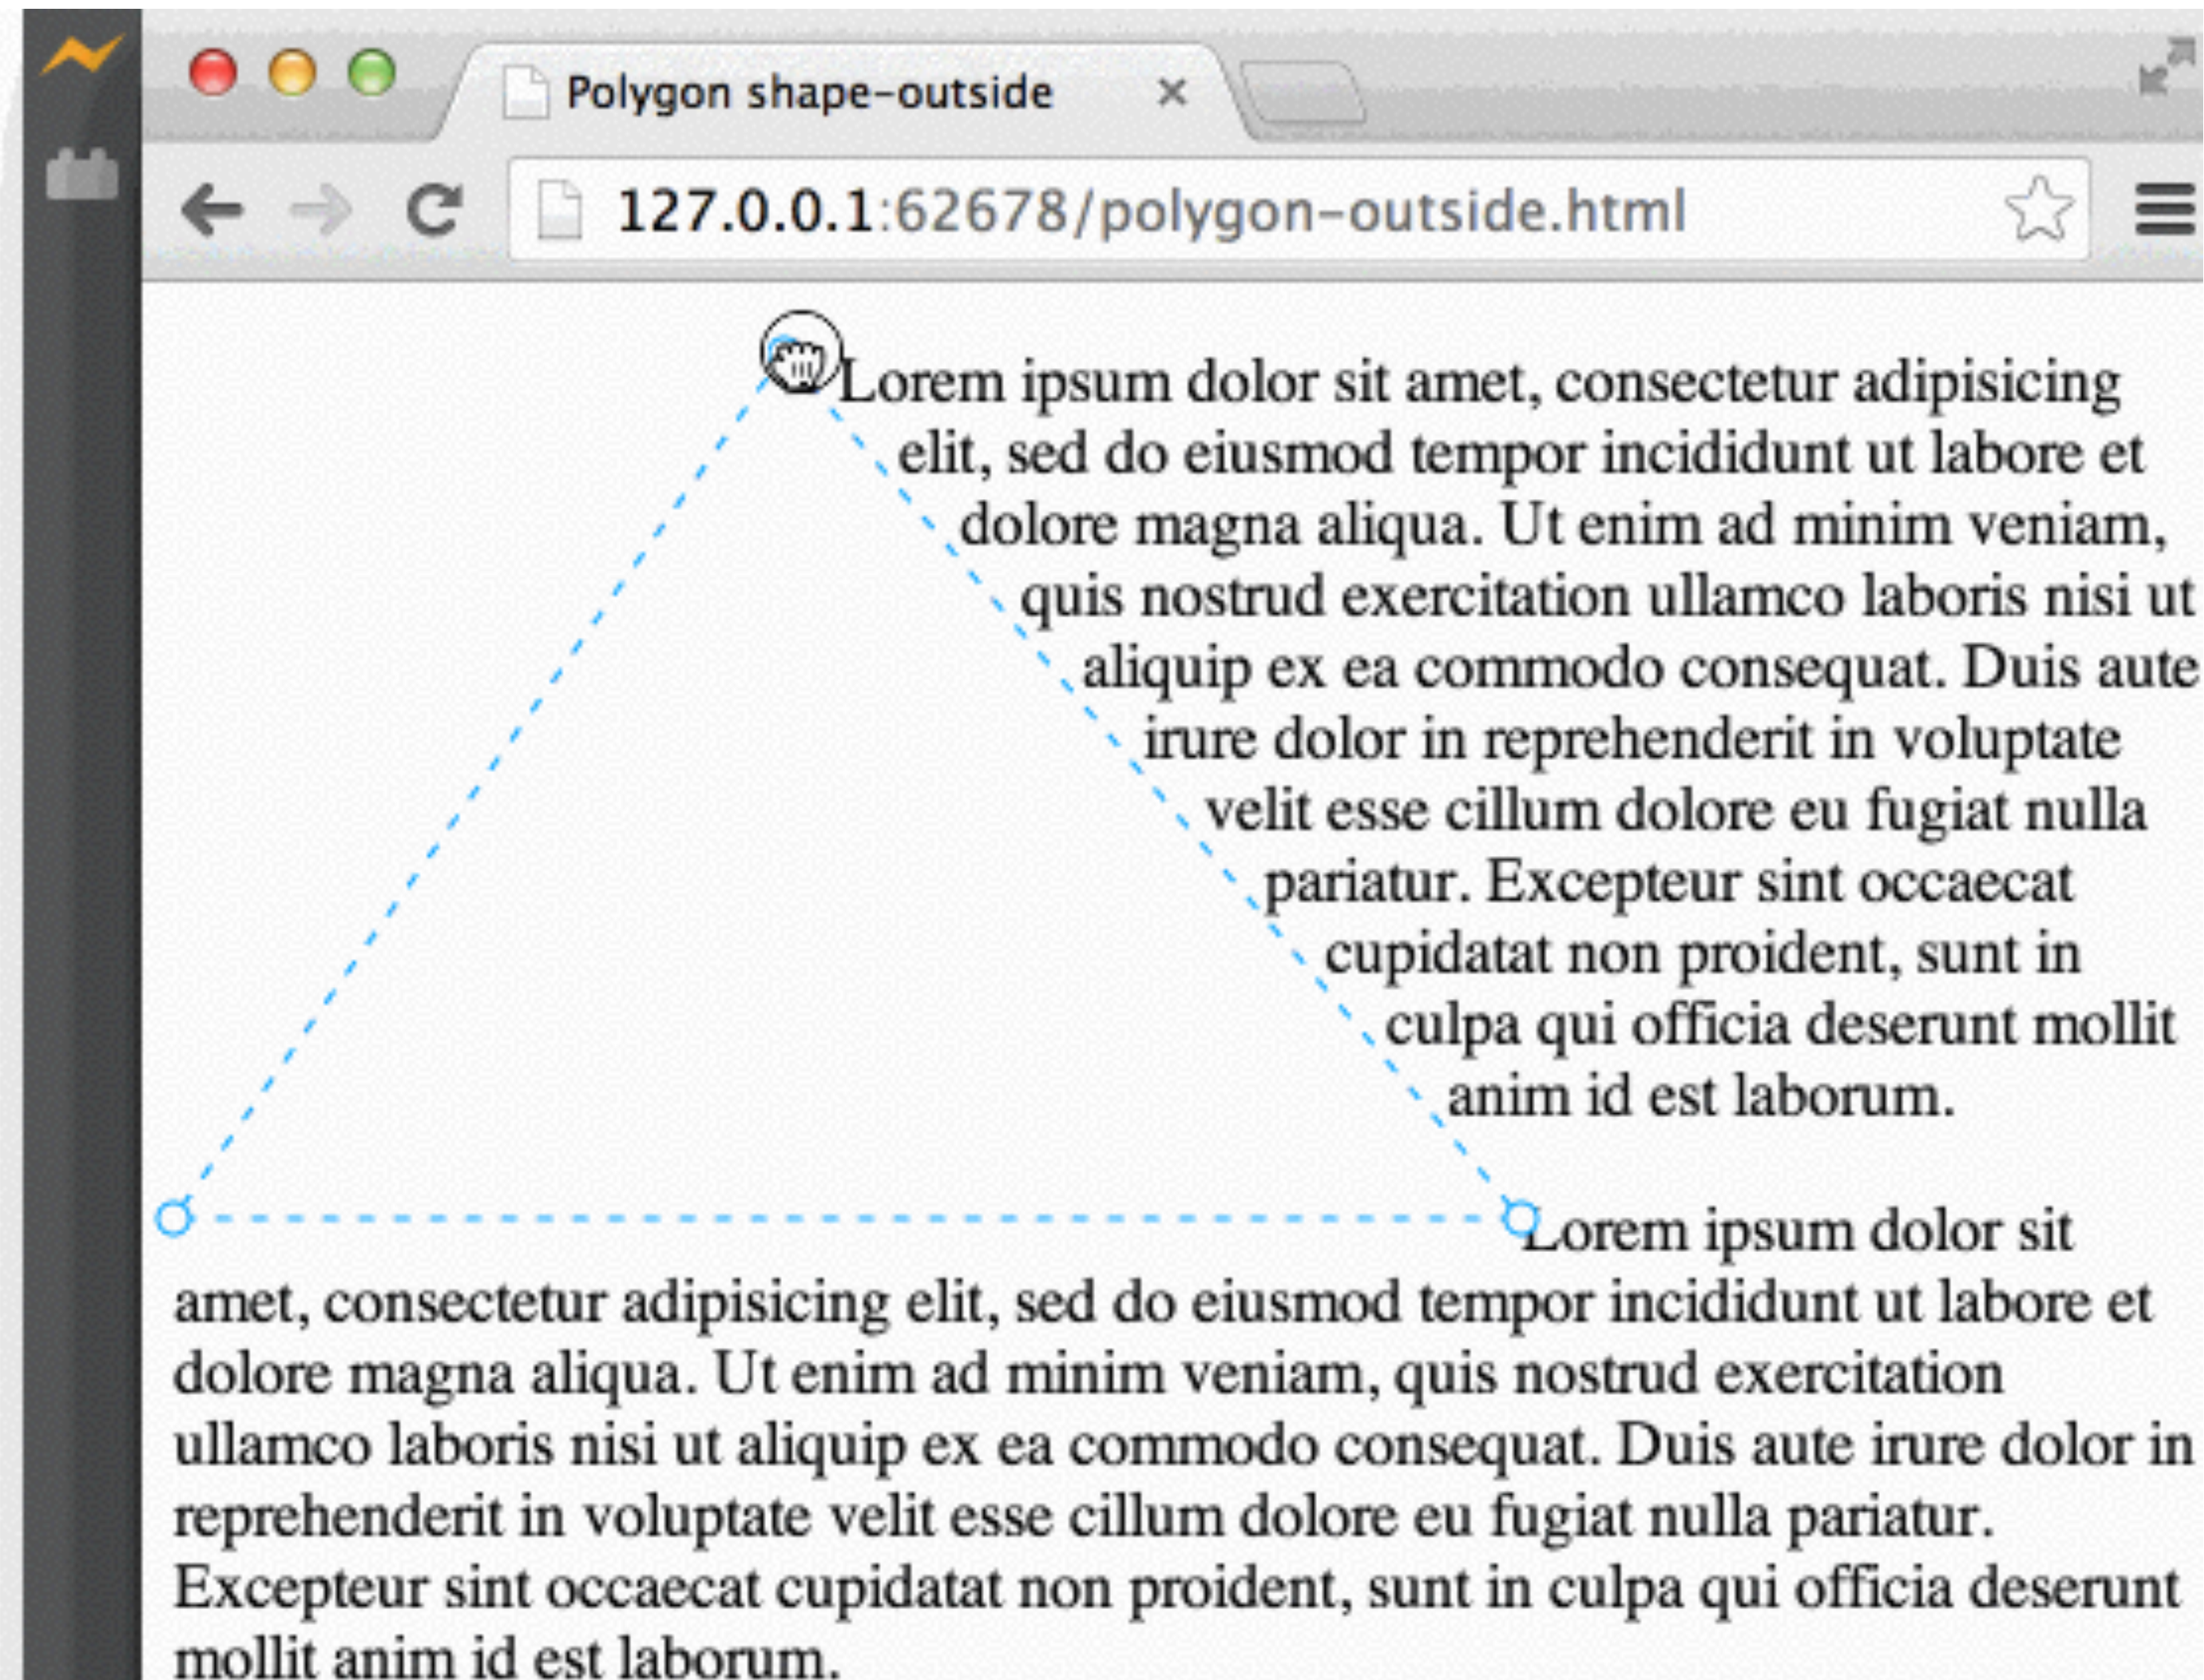 Polygon shape-outside
127.0.0.1:62678/polygon-outside.html
Lorem ipsum dolor sit amet, consectetur adipisicing
elit, sed do eiusmod tempor incididunt ut labore et
dolore magna aliqua. Ut enim ad minim veniam,
quis nostrud exercitation ullamco laboris nisi ut
aliquip ex ea commodo consequat. Duis aute
irure dolor in reprehenderit in voluptate
velit esse cillum dolore eu fugiat nulla
pariatur. Excepteur sint occaecat
cupidatat non proident, sunt in
culpa qui officia deserunt mollit
anim id est laborum.
Lorem ipsum dolor sit
amet, consectetur adipisicing elit, sed do eiusmod tempor incididunt ut labore et
dolore magna aliqua. Ut enim ad minim veniam, quis nostrud exercitation
ullamco laboris nisi ut aliquip ex ea commodo consequat. Duis aute irure dolor in
reprehenderit in voluptate velit esse cillum dolore eu fugiat nulla pariatur.
Excepteur sint occaecat cupidatat non proident, sunt in culpa qui officia deserunt
mollit anim id est laborum.